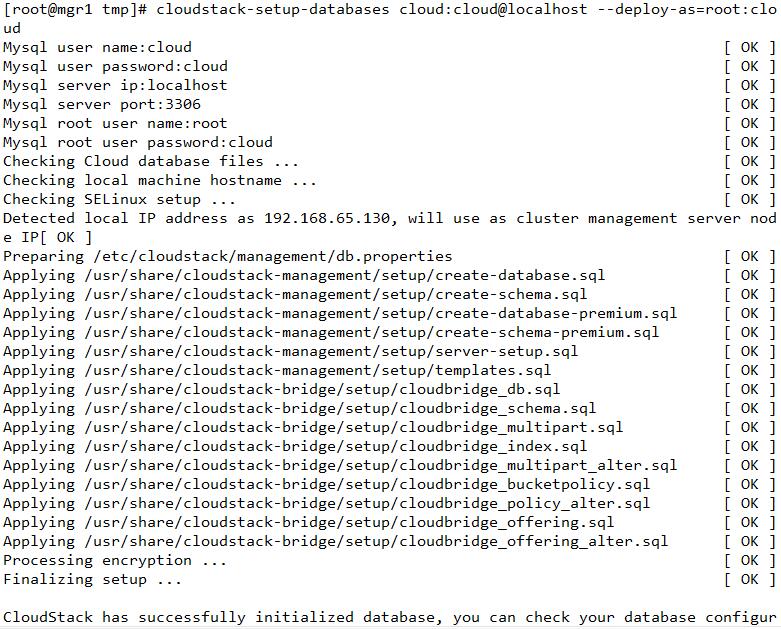 [root@mgr1 tmp]# cloudstack-setup-databases cloud:cloud@localhost --deploy-as=root:clo
ud
Mysql user name:cloud [ OK ]
Mysql user password:cloud [ OK ]
Mysql server ip:localhost [ OK ]
Mysql server port:3306 [ OK ]
Mysql root user name:root [ OK ]
Mysql root user password:cloud [ OK ]
Checking Cloud database files ... [ OK ]
Checking local machine hostname ... [ OK ]
Checking SELinux setup ... [ OK ]
Detected local IP address as 192.168.65.130, will use as cluster management server nod
e IP[ OK ]
Preparing /etc/cloudstack/management/db.properties [ OK ]
Applying /usr/share/cloudstack-management/setup/create-database.sql [ OK ]
Applying /usr/share/cloudstack-management/setup/create-schema.sql [ OK ]
Applying /usr/share/cloudstack-management/setup/create-database-premium.sql [ OK ]
Applying /usr/share/cloudstack-management/setup/create-schema-premium.sql [ OK ]
Applying /usr/share/cloudstack-management/setup/server-setup.sql [ OK ]
Applying /usr/share/cloudstack-management/setup/templates.sql [ OK ]
Applying /usr/share/cloudstack-bridge/setup/cloudbridge_db.sql [ OK ]
Applying /usr/share/cloudstack-bridge/setup/cloudbridge_schema.sql [ OK ]
Applying /usr/share/cloudstack-bridge/setup/cloudbridge_multipart.sql [ OK ]
Applying /usr/share/cloudstack-bridge/setup/cloudbridge_index.sql [ OK ]
Applying /usr/share/cloudstack-bridge/setup/cloudbridge_multipart_alter.sql [ OK ]
Applying /usr/share/cloudstack-bridge/setup/cloudbridge_bucketpolicy.sql [ OK ]
Applying /usr/share/cloudstack-bridge/setup/cloudbridge_policy_alter.sql [ OK ]
Applying /usr/share/cloudstack-bridge/setup/cloudbridge_offering.sql [ OK ]
Applying /usr/share/cloudstack-bridge/setup/cloudbridge_offering_alter.sql [ OK ]
Processing encryption ... [ OK ]
Finalizing setup ... [ OK ]
CloudStack has successfully initialized database, you can check your database configur